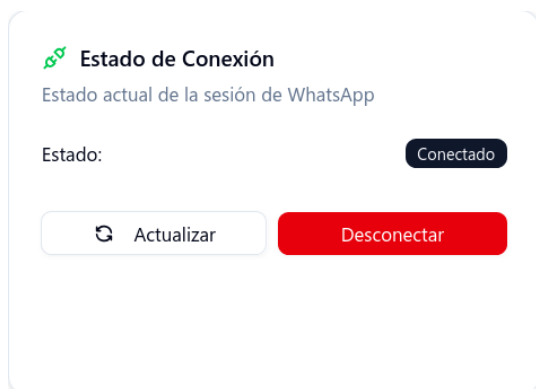 Estado de Conexión
Estado actual de la sesión de WhatsApp
Estado: Conectado
Actualizar Desconectar